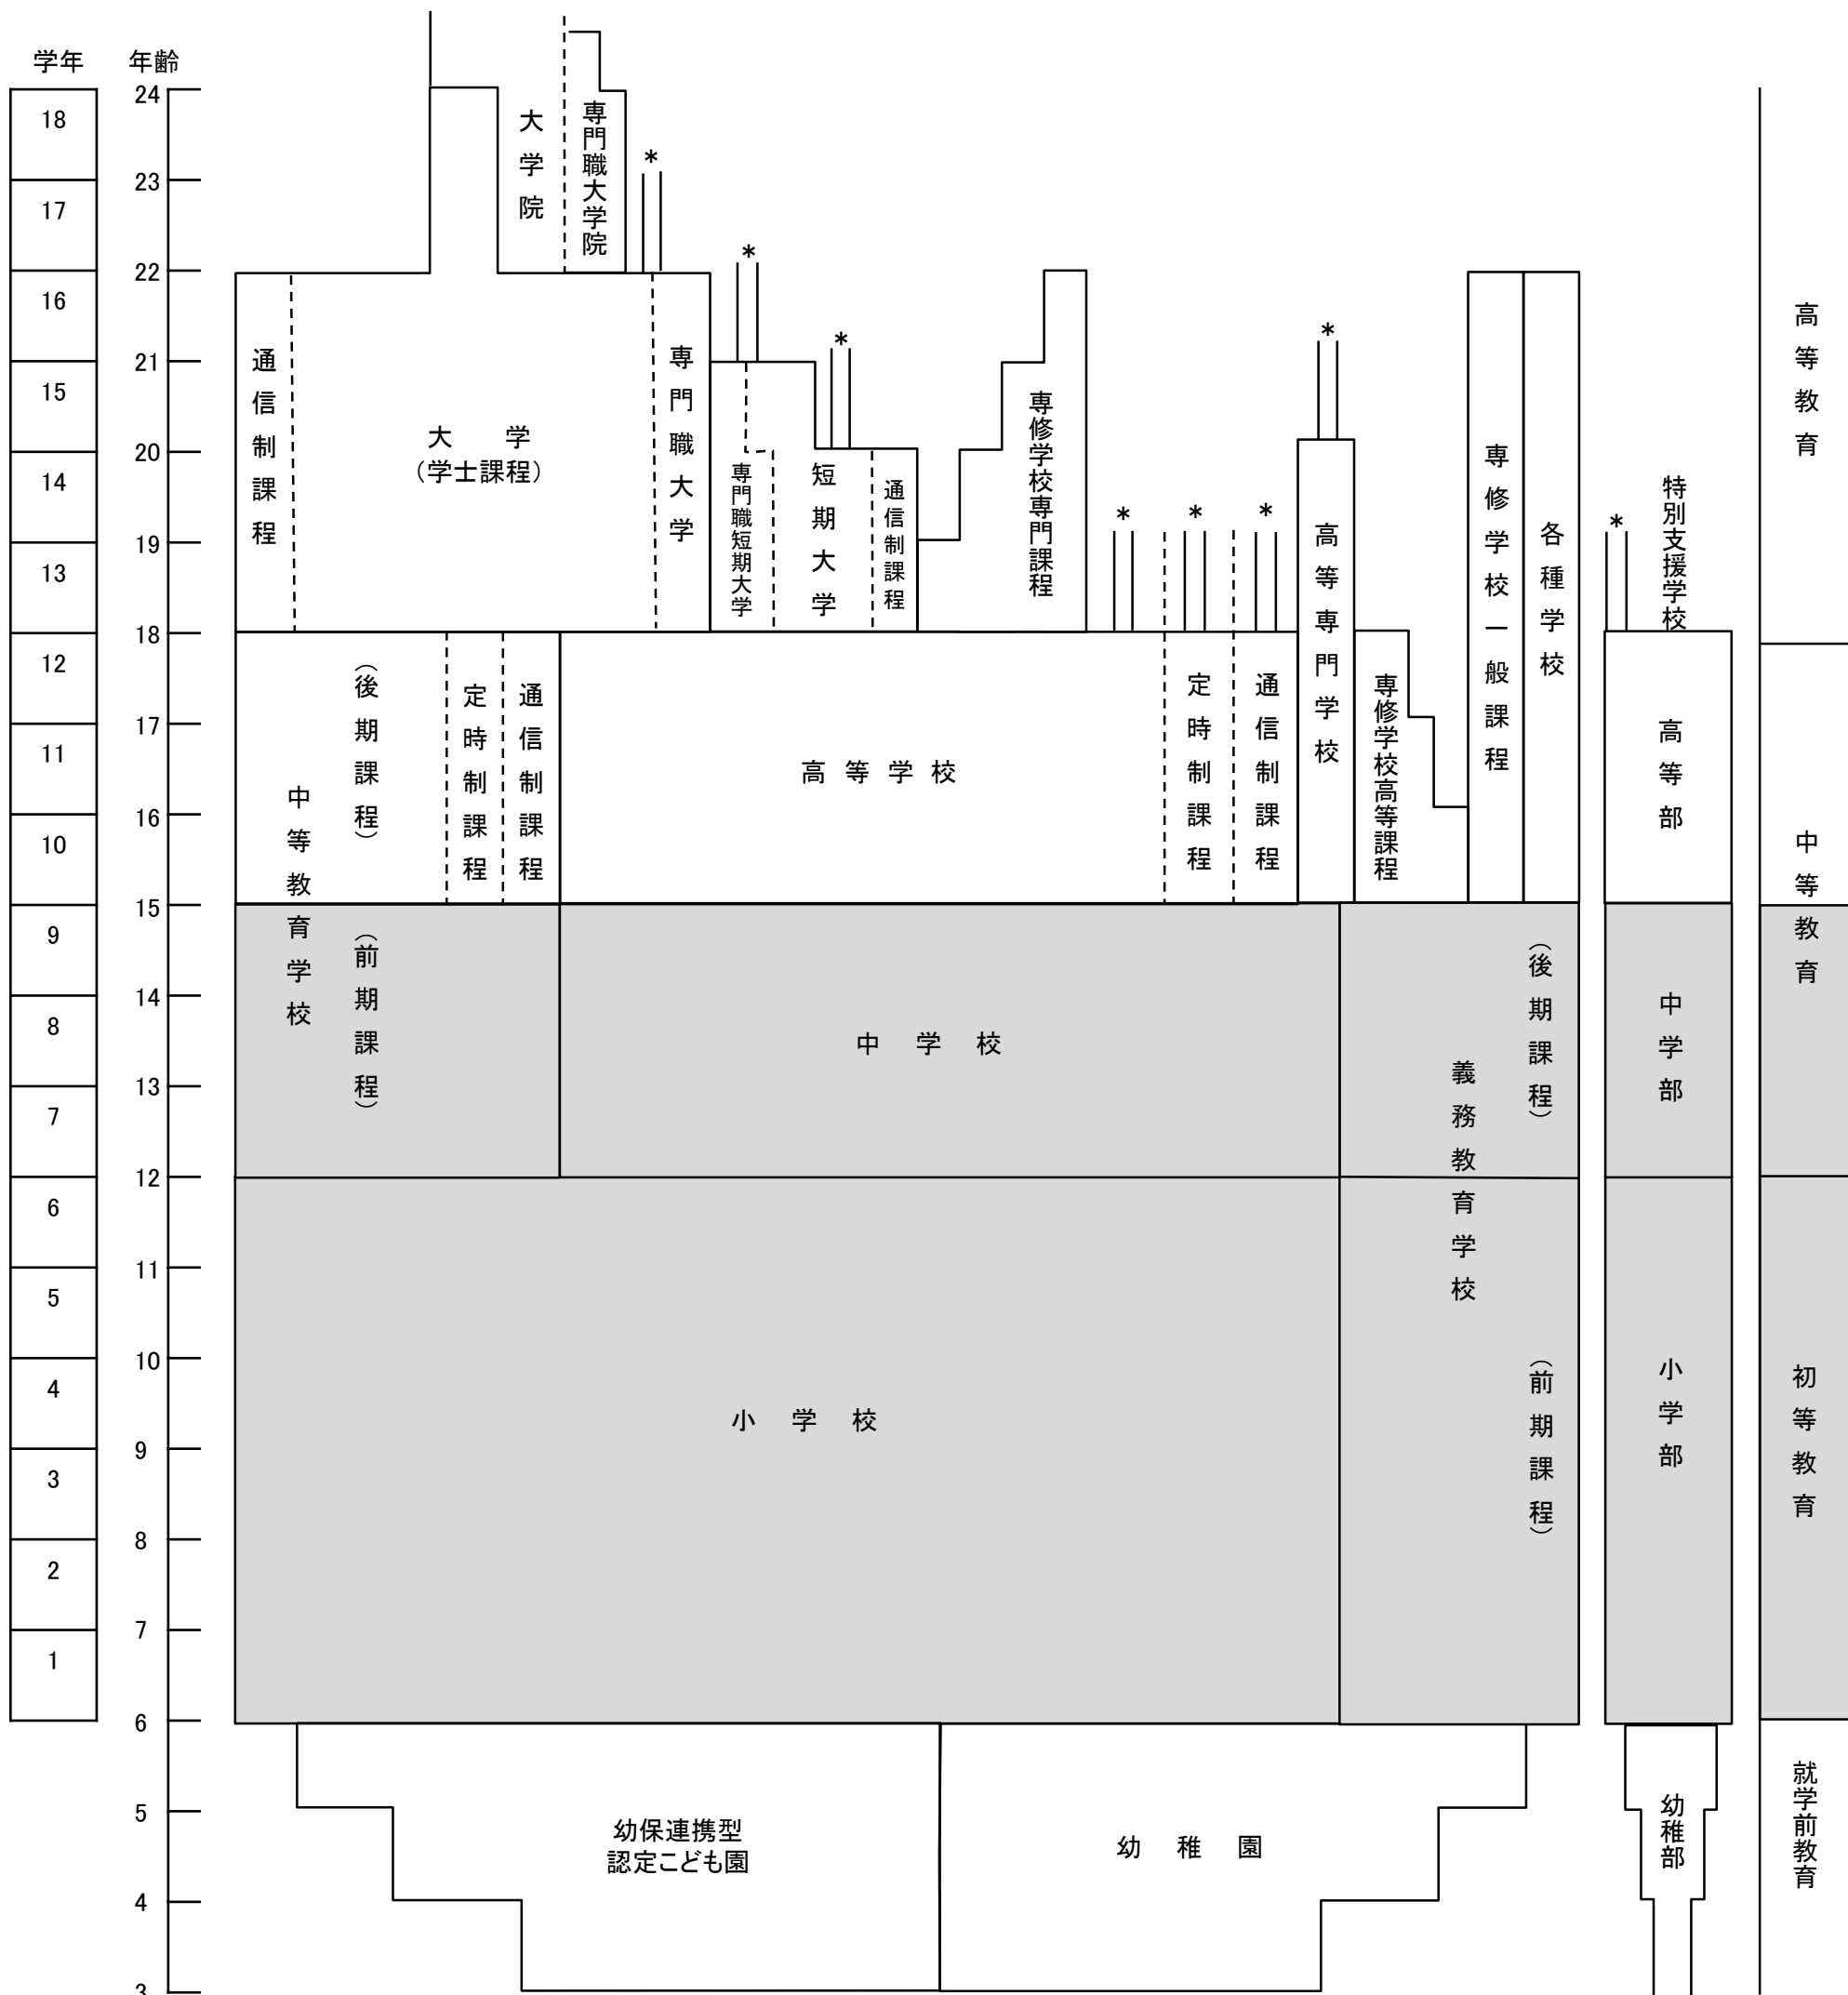 学年
年齢
24
23
22
21
20
19
18
17
16
15
14
13
12
11
10
9
8
7
6
5
4
3
18
17
16
15
14
13
12
11
10
9
8
7
6
5
4
3
2
1
大学院
専門職大学院
*
*
*
*
*
*
*
*
通信制課程
大学
（学士課程）
専門職大学
専門職短期大学
短期大学
通信制課程
専修学校専門課程
高等専門学校
専修学校一般課程
各種学校
特別支援学校
高等教育
中等教育学校
（後期課程）
定時制課程
通信制課程
高等学校
定時制課程
通信制課程
専修学校高等課程
高等部
中等教育
（前期課程）
中学校
義務教育学校
（後期課程）
中学部
小学校
（前期課程）
小学部
初等教育
幼保連携型
認定こども園
幼稚園
幼稚部
就学前教育